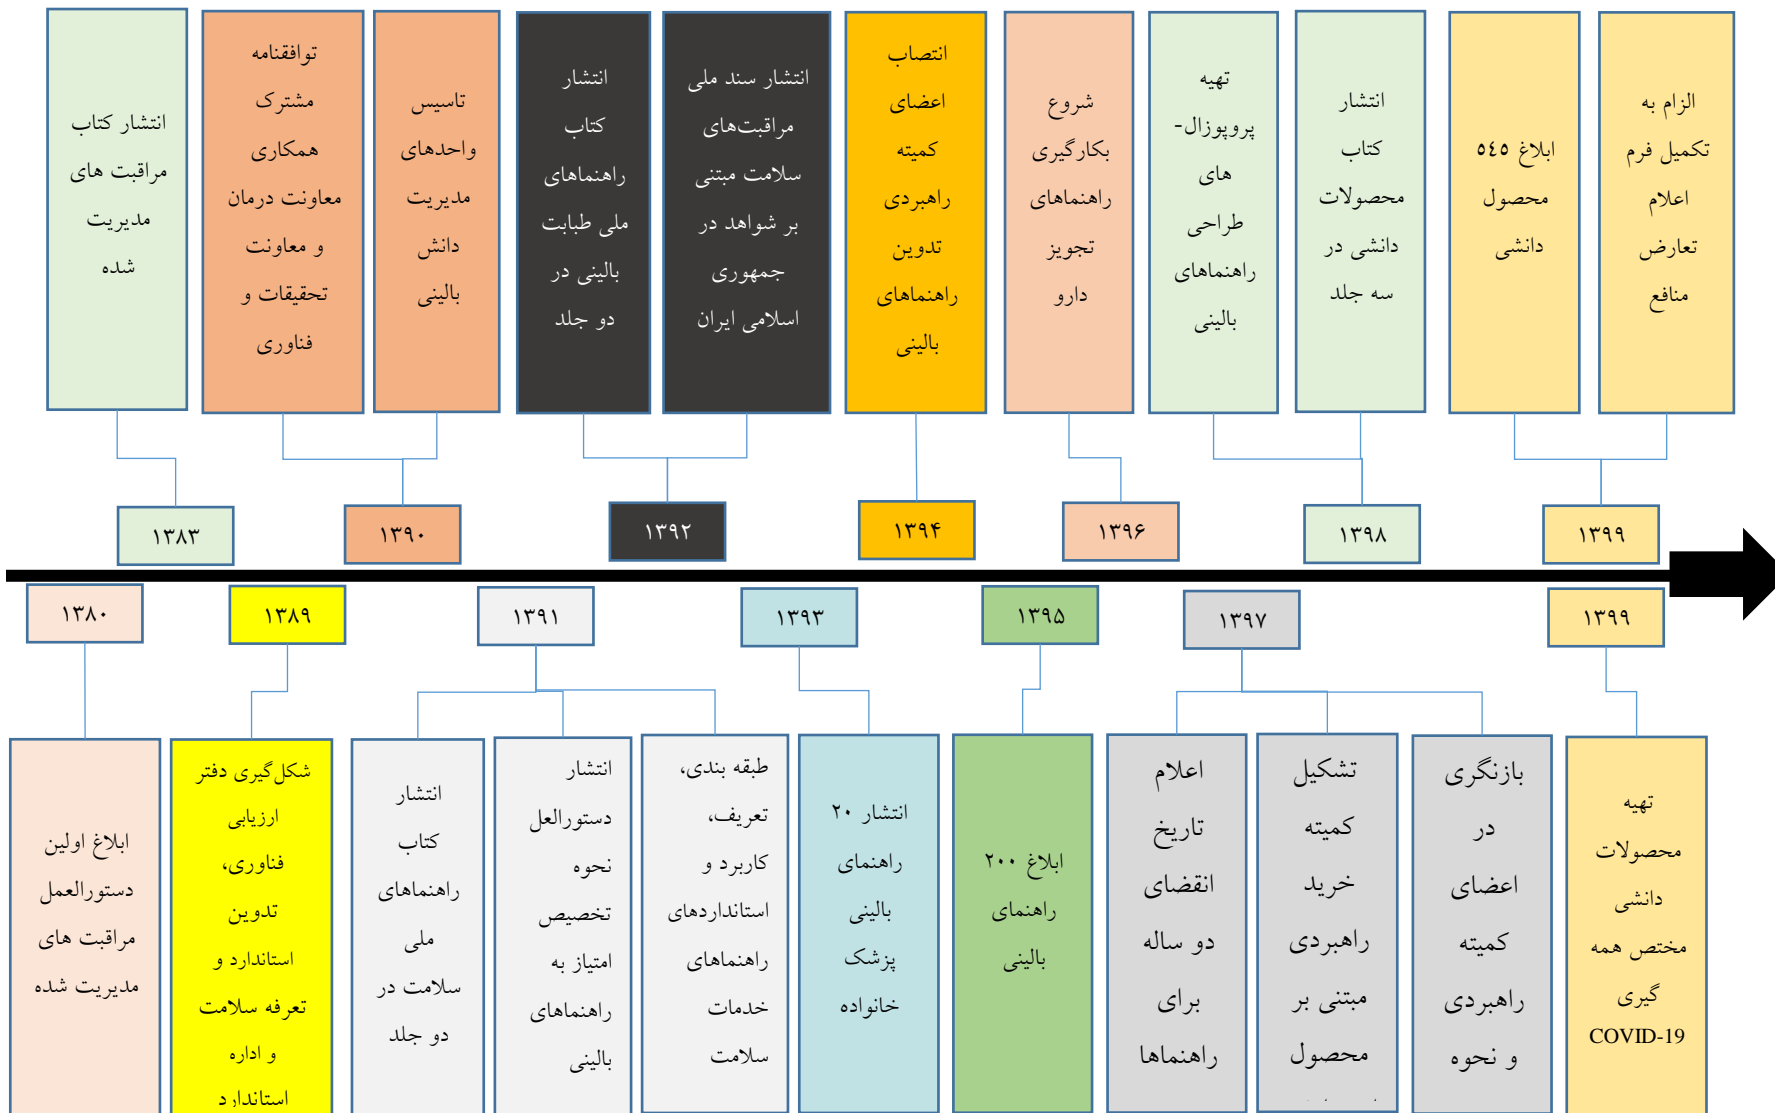 انتشار کتاب
مراقبت های
مدیریت
شده
توافقنامه
مشترک
همکاری
معاونت درمان
و معاونت
تحقیقات و
فناوری
تاسیس
واحدهای
مدیریت
دانش
بالینی
انتشار
کتاب
راهنماهای
ملی طبابت
بالینی در
دو جلد
انتشار سند ملی
مراقبت‌های
سلامت مبتنی
بر شواهد در
جمهوری
اسلامی ایران
انتصاب
اعضای
کمیته
راهبردی
تدوین
راهنماهای
بالینی
شروع
بکارگیری
راهنماهای
تجویز
دارو
تهیه
پروپوزال-
های
طراحی
راهنماهای
بالینی
انتشار
کتاب
محصولات
دانشی در
سه جلد
ابلاغ ٥٤٥
محصول
دانشی
الزام به
تکمیل فرم
اعلام
تعارض
منافع
۱۳۸۳
۱۳۹۰
۱۳۹۲
۱۳۹۴
۱۳۹۶
۱۳۹۸
۱۳۹۹
۱۳۸۰
۱۳۸۹
۱۳۹۱
۱۳۹۳
۱۳۹۵
۱۳۹۷
۱۳۹۹
ابلاغ اولین
دستورالعمل
مراقبت های
مدیریت شده
شکل‌گیری دفتر
ارزیابی
فناوری،
تدوین
استاندارد و
تعرفه سلامت
و اداره
استاندارد
انتشار
کتاب
راهنماهای
ملی
سلامت در
دو جلد
انتشار
دستورالعل
نحوه
تخصیص
امتیاز به
راهنماهای
بالینی
طبقه بندی،
تعریف،
کاربرد و
استانداردهای
راهنماهای
خدمات
سلامت
انتشار ۲۰
راهنمای
بالینی
پزشک
خانواده
ابلاغ ۲۰۰
راهنمای
بالینی
اعلام
تاریخ
انقضای
دو ساله
برای
راهنماها
تشکیل
کمیته
خرید
راهبردی
مبتنی بر
محصول
بازنگری
در
اعضای
کمیته
راهبردی
و نحوه
تهیه
محصولات
دانشی
مختص همه
گیری
COVID-19